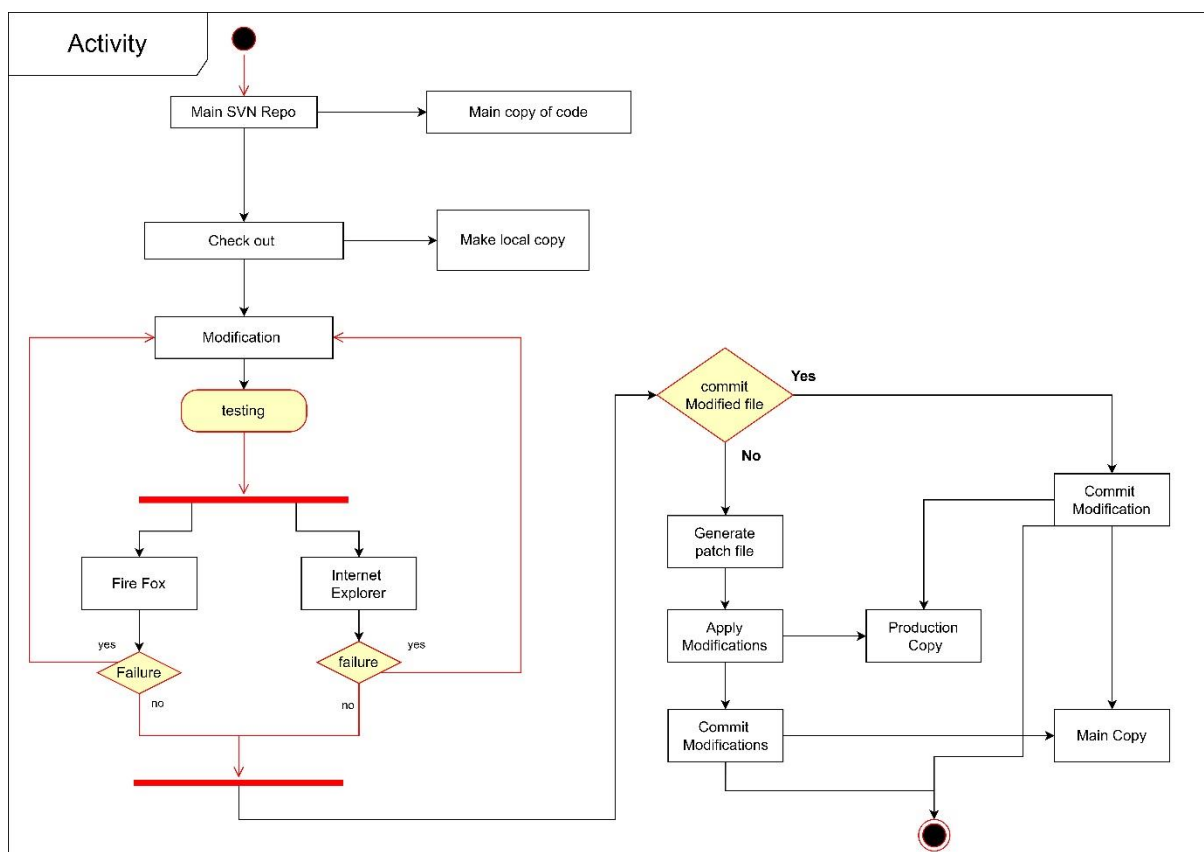 Activity
Main SVN Repo
Main copy of code
Check out
Make local copy
Modification
testing
Fire Fox
Internet
Explorer
yes
Failure
no
yes
failure
no
commit
Modified file
Yes
No
Commit
Modification
Generate
patch file
Apply
Modifications
Production
Copy
Commit
Modifications
Main Copy